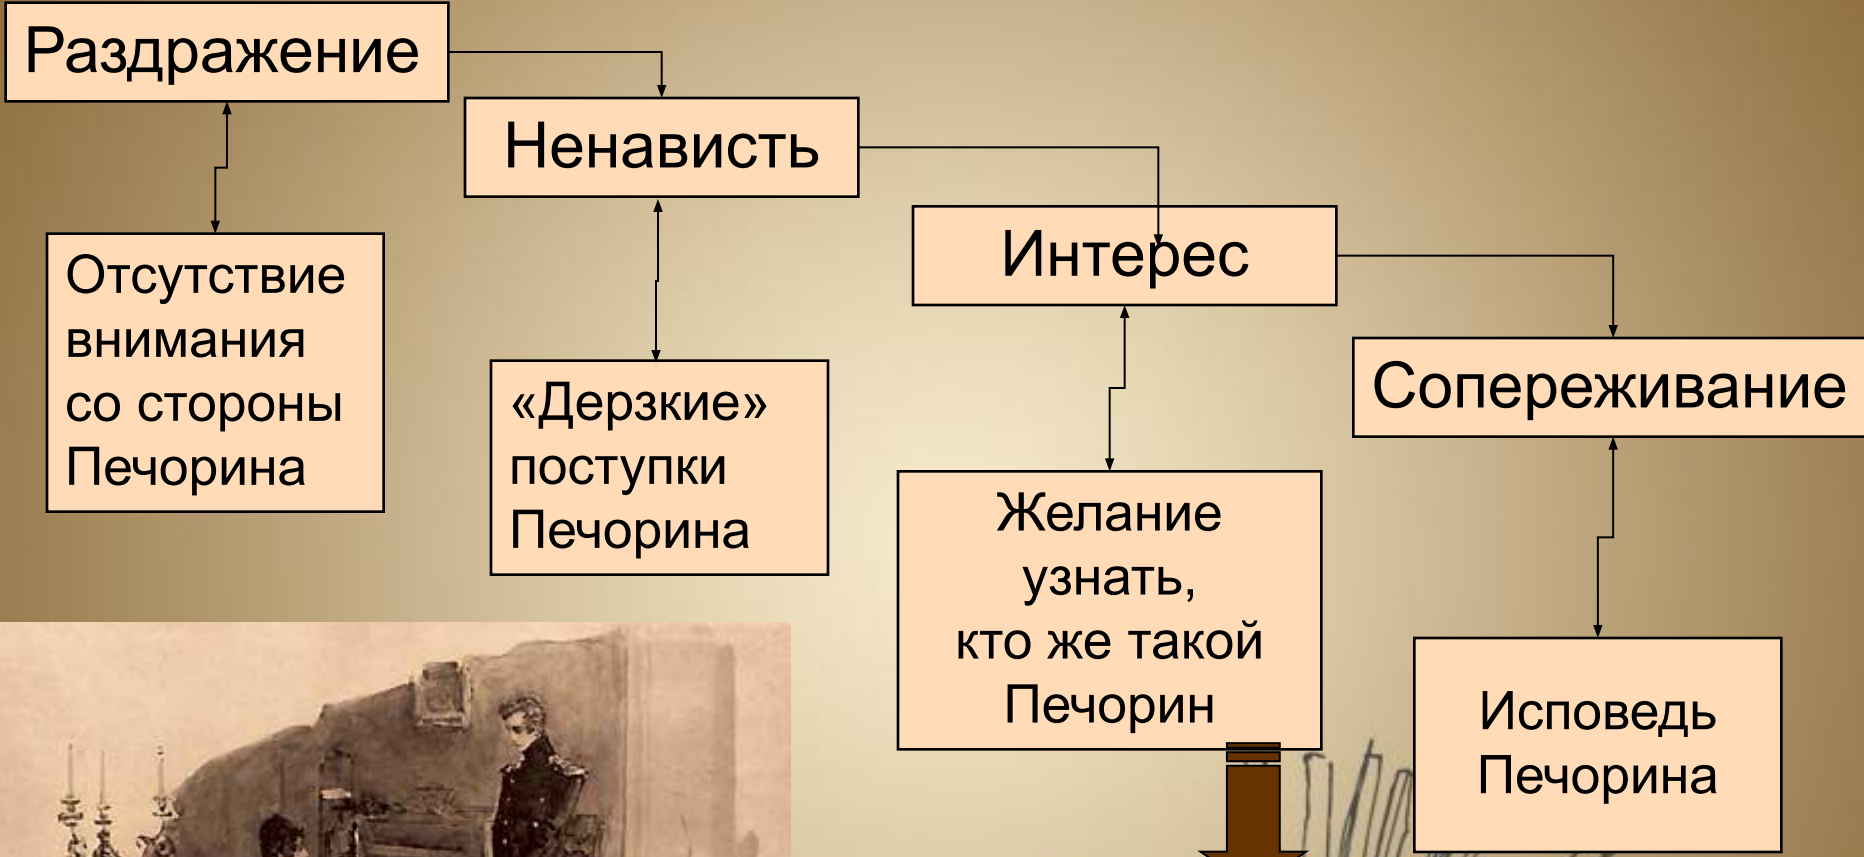 Раздражение
Ненависть
Интерес
Сопереживание
Отсутствие
внимания
со стороны
Печорина
«Дерзкие»
поступки
Печорина
Желание
узнать,
кто же такой
Печорин
Исповедь
Печорина